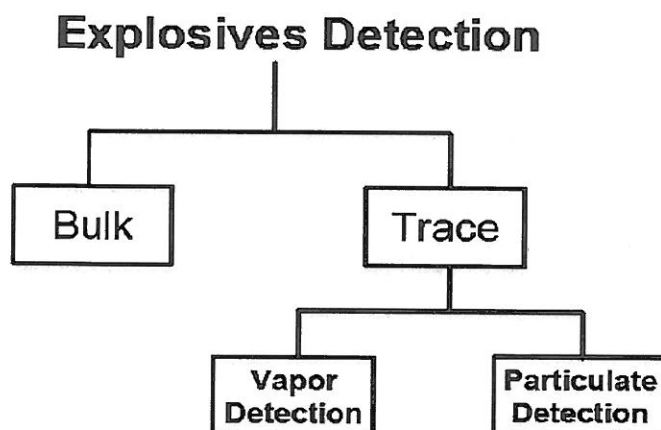 Explosives Detection
Bulk
Trace
Vapor
Detection
Particulate
Detection